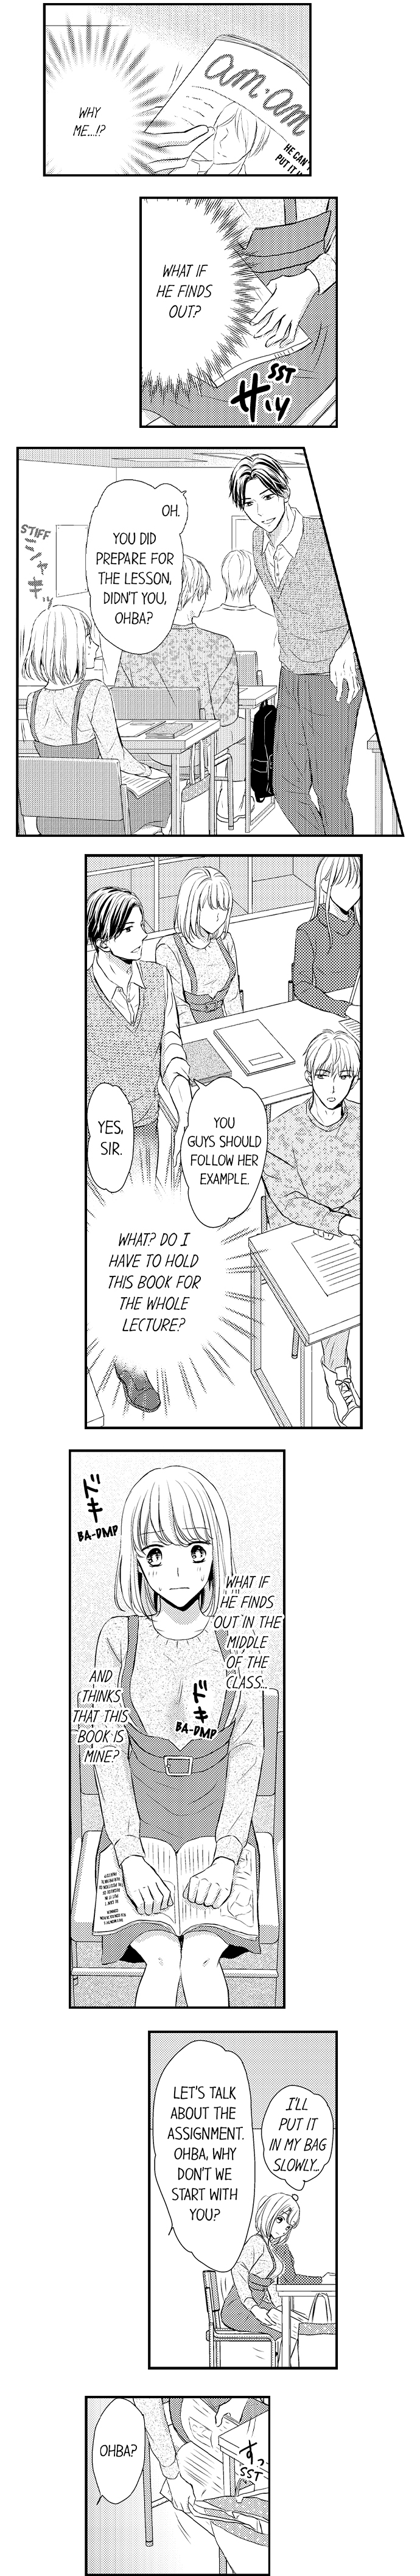 am·am
WHY
ME...!?
HE CAN'T
PUT IT IN
WHAT IF
HE FINDS
OUT?
SST
サッ
OH.
YOU DID
PREPARE FOR
THE LESSON,
DIDN'T YOU,
OHBA?
STIFF
YES,
SIR.
YOU
GUYS SHOULD
FOLLOW HER
EXAMPLE.
WHAT? DO I
HAVE TO HOLD
THIS BOOK FOR
THE WHOLE
LECTURE?
ドキ
BA-DMP
WHAT IF
HE FINDS
OUT IN THE
MIDDLE
OF THE
CLASS...
AND
THINKS
THAT THIS
BOOK IS
MINE?
ドキ
BA-DMP
LET'S TALK
ABOUT THE
ASSIGNMENT.
OHBA, WHY
DON'T WE
START WITH
YOU?
I'LL
PUT IT
IN MY BAG
SLOWLY...
OHBA?
すっ
SST